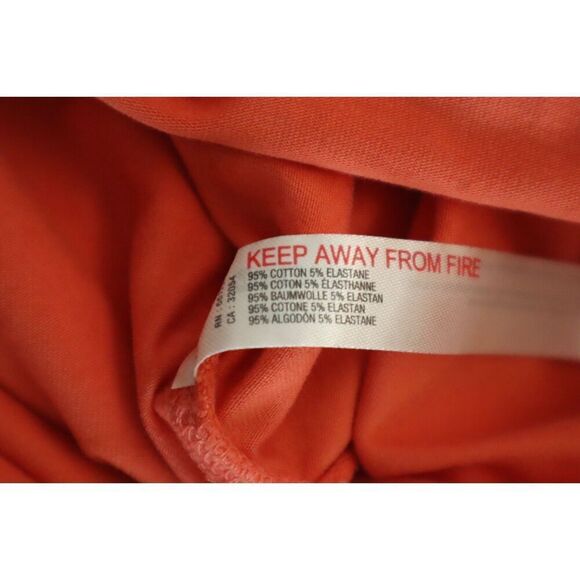 KEEP AWAY FROM FIRE
95% COTTON 5% ELASTANE
95% COTON 5% ÉLASTHANNE
95% BAUMWOLLE 5% ELASTAN
95% COTONE 5% ELASTAN
95% ALGODÓN 5% ELASTANE
RN :
CA : 32054